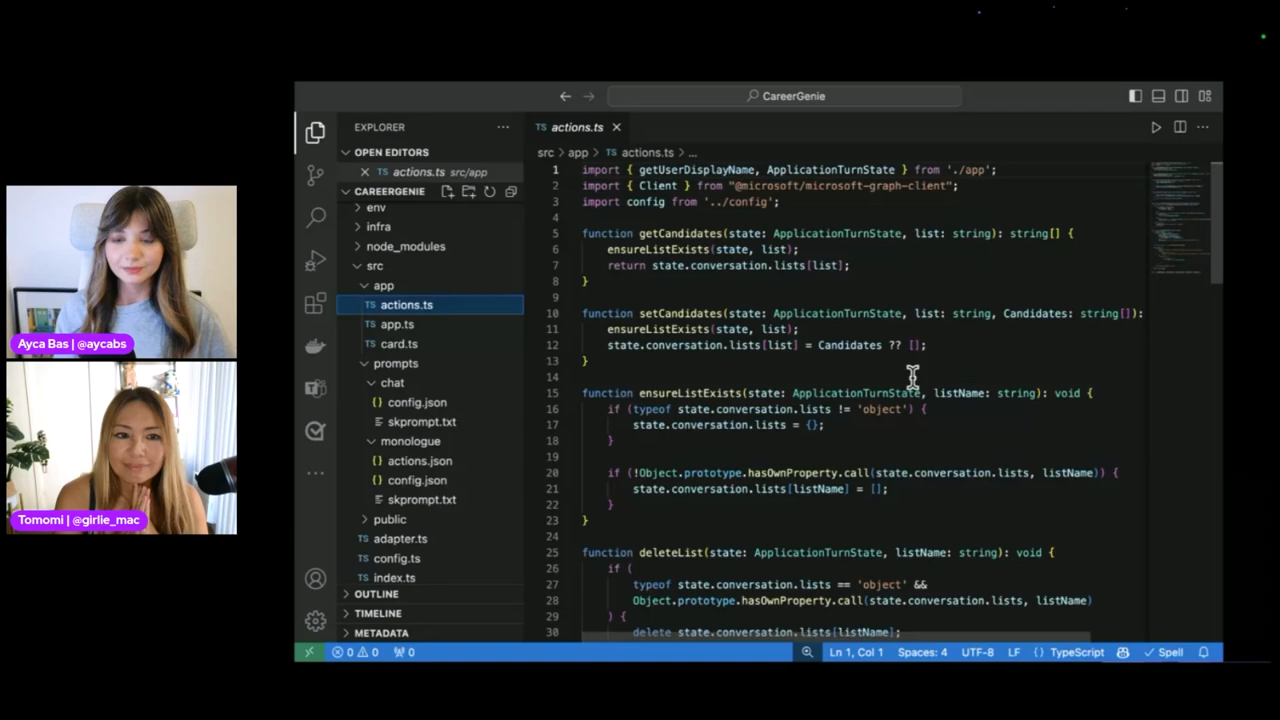 CareerGenie
EXPLORER
OPEN EDITORS
actions.ts src/app
CAREERGENIE
env
infra
node_modules
src
app
TS actions.ts
TS app.ts
TS card.ts
prompts
chat
{} config.json
skprompt.txt
monologue
{} actions.json
{} config.json
skprompt.txt
public
TS adapter.ts
TS config.ts
TS index.ts
OUTLINE
TIMELINE
METADATA
TS actions.ts
src > app > TS actions.ts > ...
1 import { getUserDisplayName, ApplicationTurnState } from './app';
2 import { Client } from "@microsoft/microsoft-graph-client";
3 import config from '../config';
4
5 function getCandidates(state: ApplicationTurnState, list: string): string[] {
6 ensureListExists(state, list);
7 return state.conversation.lists[list];
8 }
9
10 function setCandidates(state: ApplicationTurnState, list: string, Candidates: string[]):
11 ensureListExists(state, list);
12 state.conversation.lists[list] = Candidates ?? [];
13 }
14
15 function ensureListExists(state: ApplicationTurnState, listName: string): void {
16 if (typeof state.conversation.lists != 'object') {
17 state.conversation.lists = {};
18 }
19
20 if (!Object.prototype.hasOwnProperty.call(state.conversation.lists, listName)) {
21 state.conversation.lists[listName] = [];
22 }
23 }
24
25 function deleteList(state: ApplicationTurnState, listName: string): void {
26 if (
27 typeof state.conversation.lists == 'object' &&
28 Object.prototype.hasOwnProperty.call(state.conversation.lists, listName)
29 ) {
30 delete state.conversation.lists[listName];
0 0 0 Ln 1, Col 1 Spaces: 4 UTF-8 LF {} TypeScript Spell
Ayca Bas | @aycabs
Tomomi | @girlie_mac